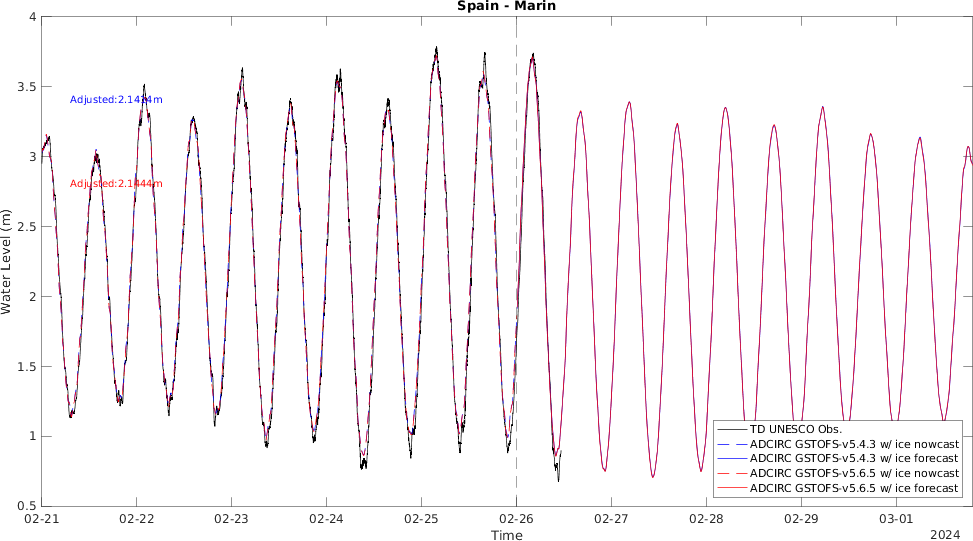 Spain - Marin
4
3.5
3
2.5
2
1.5
1
0.5
Water Level (m)
Adjusted:2.1444m
TD UNESCO Obs.
ADCIRC GSTOFS-v5.4.3 w/ ice nowcast
ADCIRC GSTOFS-v5.4.3 w/ ice forecast
ADCIRC GSTOFS-v5.6.5 w/ ice nowcast
ADCIRC GSTOFS-v5.6.5 w/ ice forecast
02-21 02-22 02-23 02-24 02-25 02-26 02-27 02-28 02-29 03-01
Time
2024